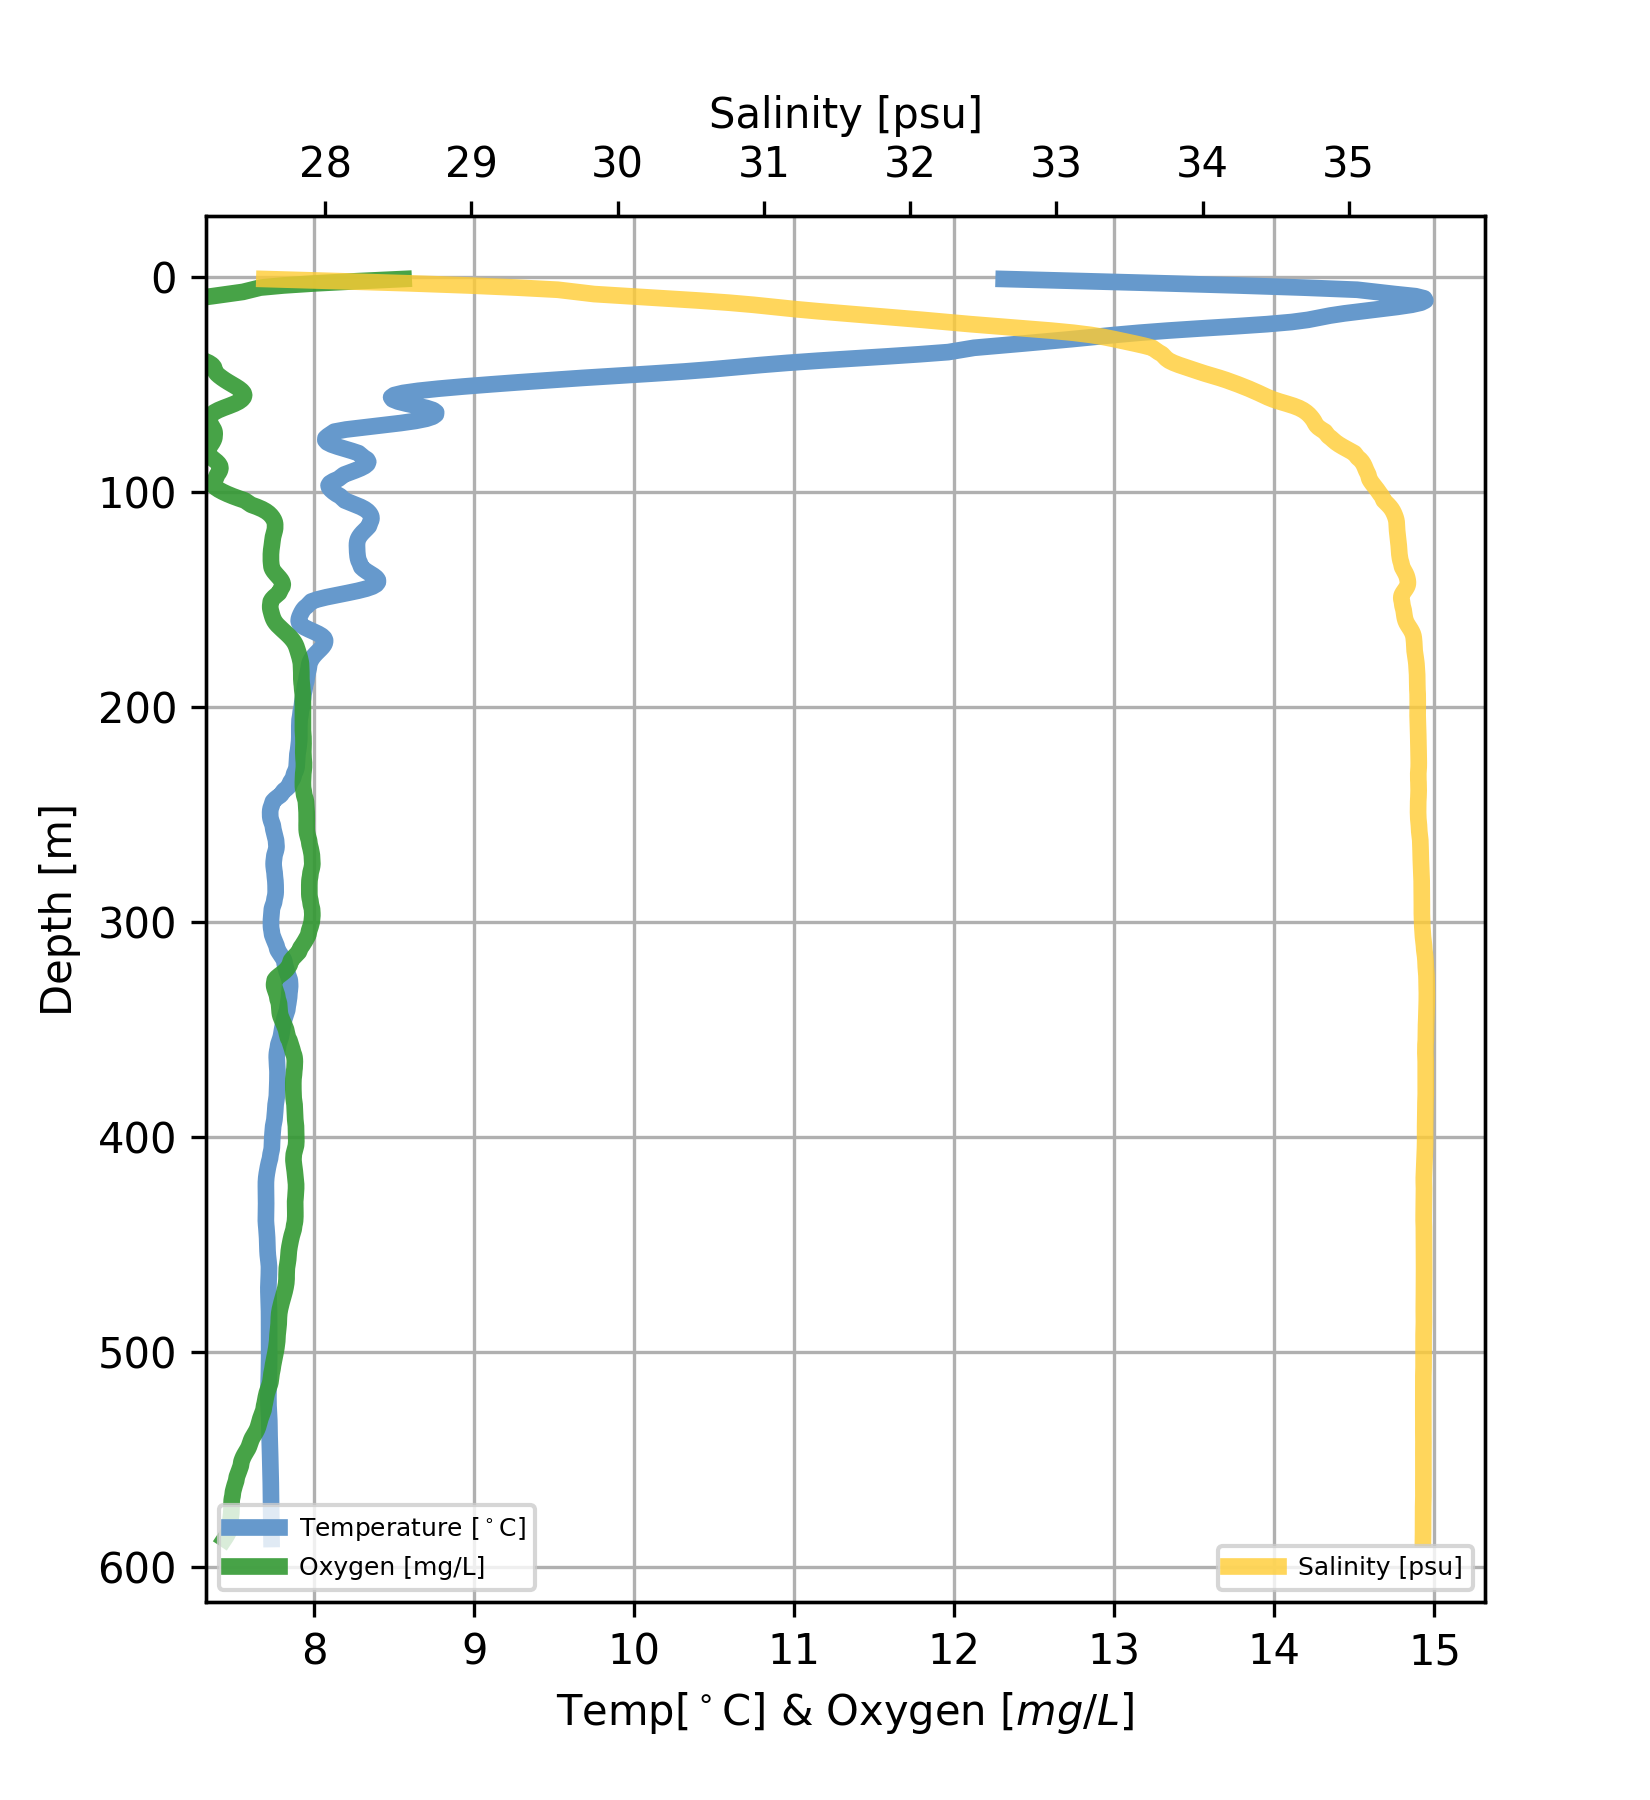 Salinity [psu]
28 29 30 31 32 33 34 35
0
100
200
300
400
500
600
Depth [m]
Temperature [°C]
Oxygen [mg/L]
Salinity [psu]
8 9 10 11 12 13 14 15
Temp[°C] & Oxygen [mg/L]